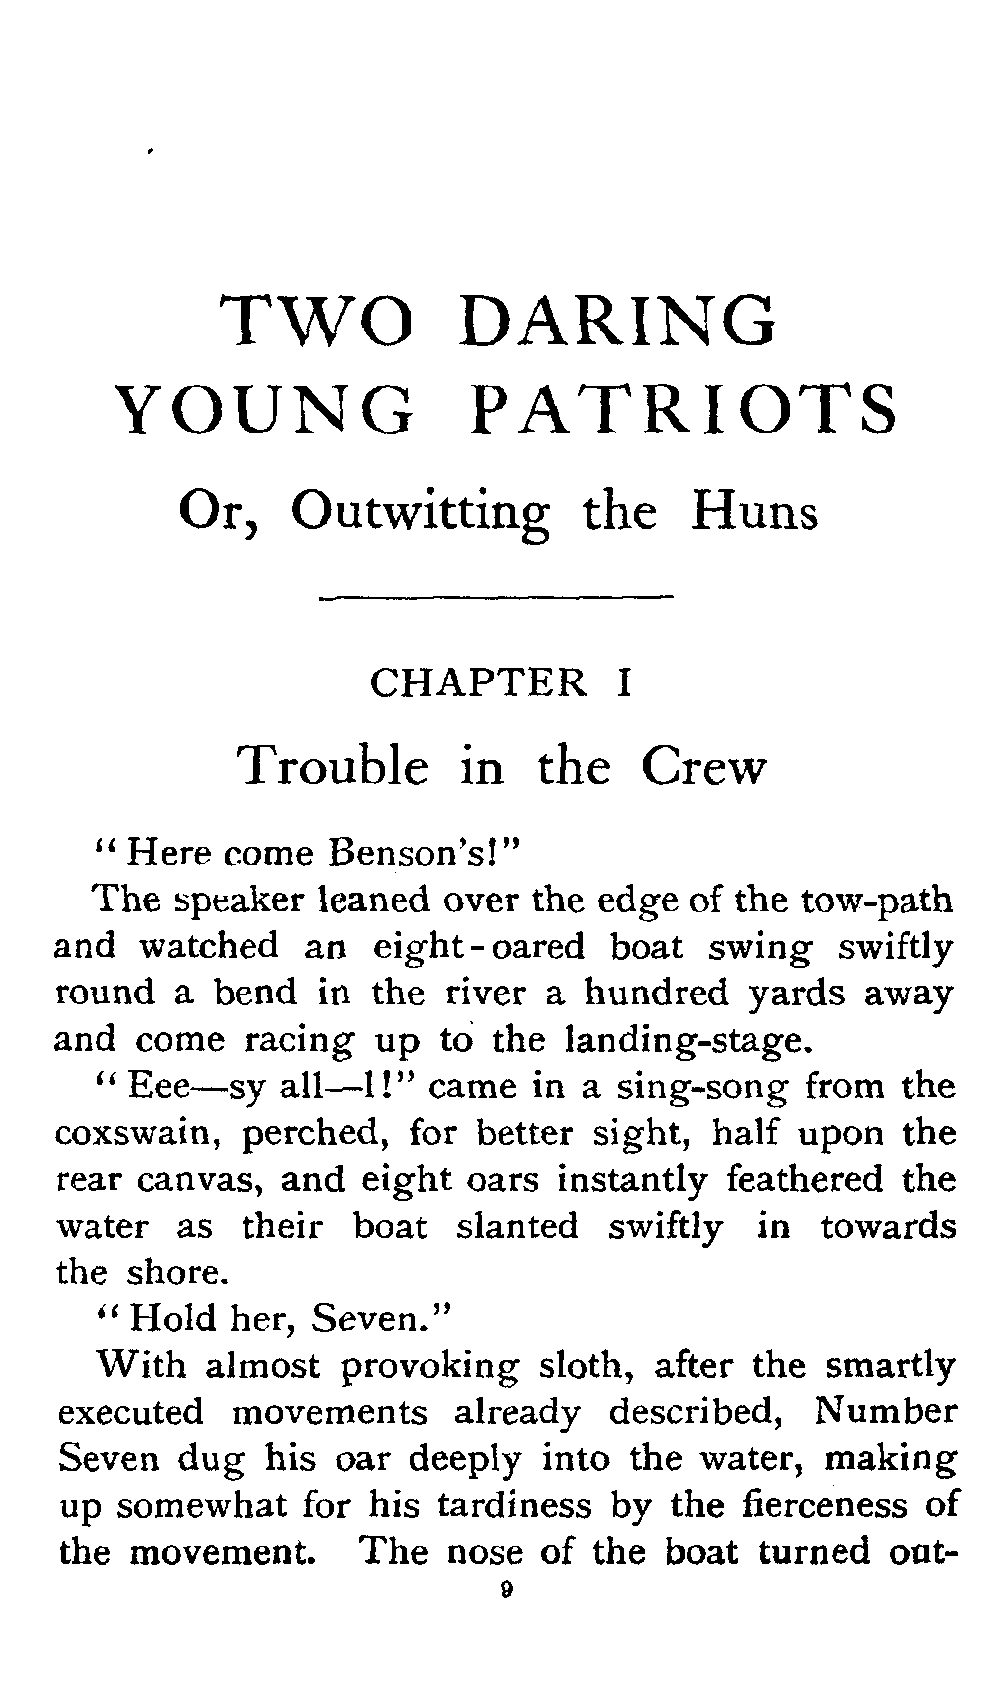 TWO DARING
YOUNG PATRIOTS
Or, Outwitting the Huns
CHAPTER I
Trouble in the Crew
"Here come Benson's!"
The speaker leaned over the edge of the tow-path
and watched an eight-oared boat swing swiftly
round a bend in the river a hundred yards away
and come racing up to the landing-stage.
"Eee—sy all—l!" came in a sing-song from the
coxswain, perched, for better sight, half upon the
rear canvas, and eight oars instantly feathered the
water as their boat slanted swiftly in towards
the shore.
"Hold her, Seven."
With almost provoking sloth, after the smartly
executed movements already described, Number
Seven dug his oar deeply into the water, making
up somewhat for his tardiness by the fierceness of
the movement. The nose of the boat turned out-
9